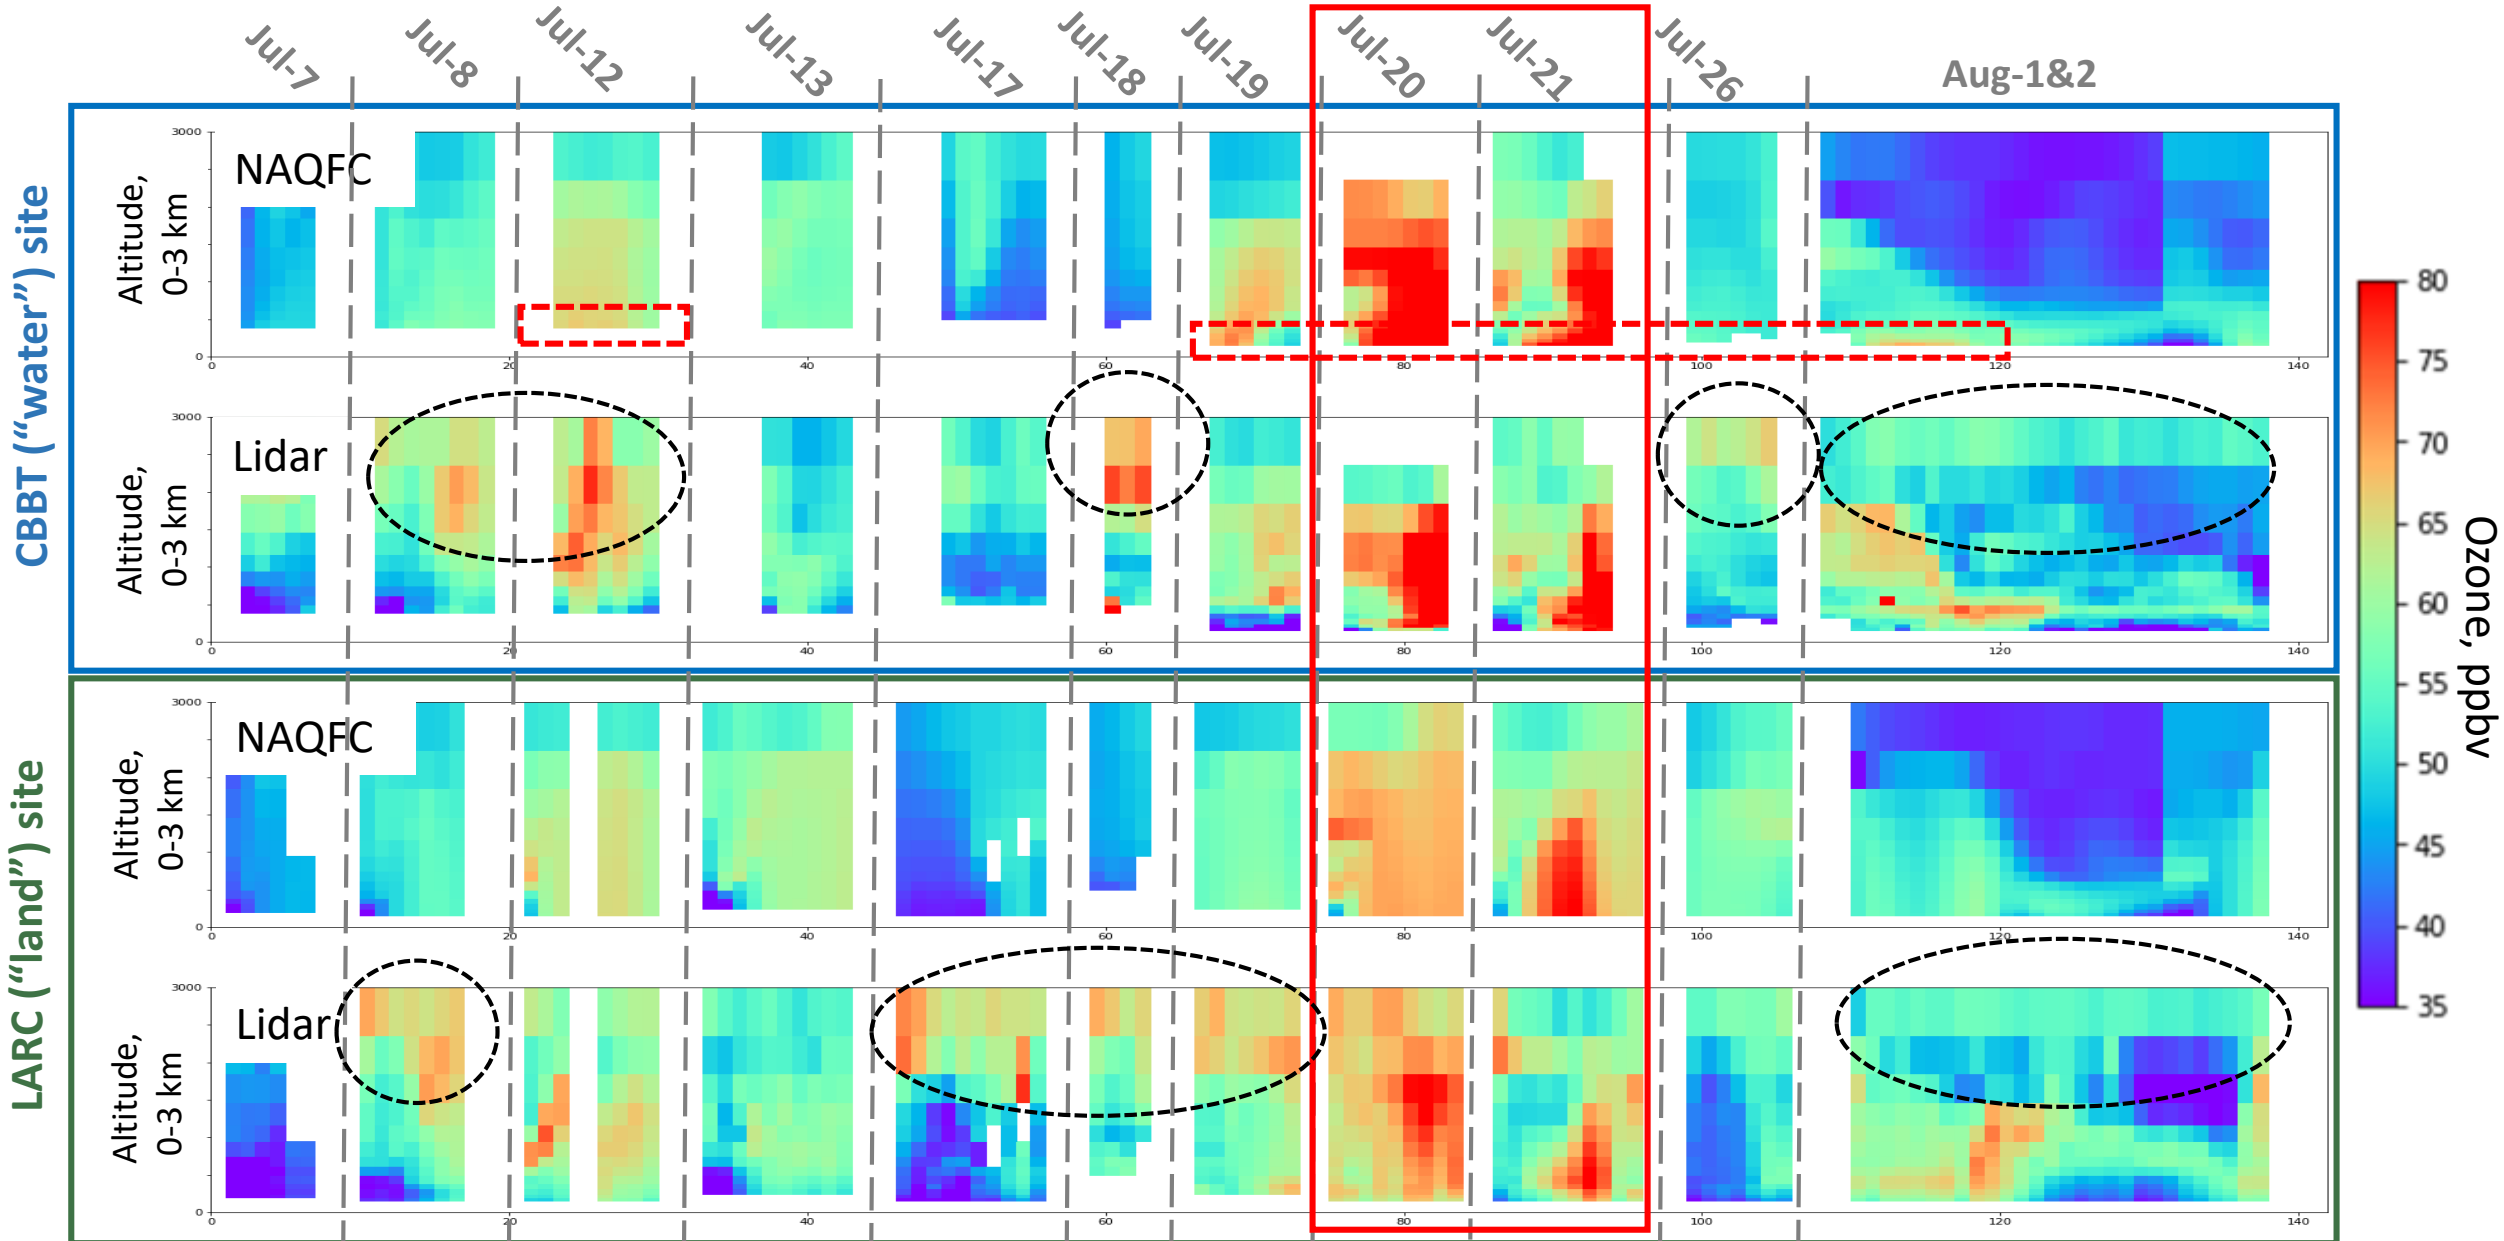 Jul-7
Jul-8
Jul-12
Jul-13
Jul-17
Jul-18
Jul-19
Jul-20
Jul-21
Jul-26
Aug-1&2
CBBT ("water") site
Altitude,
0-3 km
3000
0
NAQFC
0 20 40 60 80 100 120 140
Altitude,
0-3 km
3000
0
Lidar
0 20 40 60 80 100 120 140
LARC ("land") site
Altitude,
0-3 km
3000
0
NAQFC
0 20 40 60 80 100 120 140
Altitude,
0-3 km
3000
0
Lidar
0 20 40 60 80 100 120 140
80
75
70
65
60
55
50
45
40
35
Ozone, ppbv